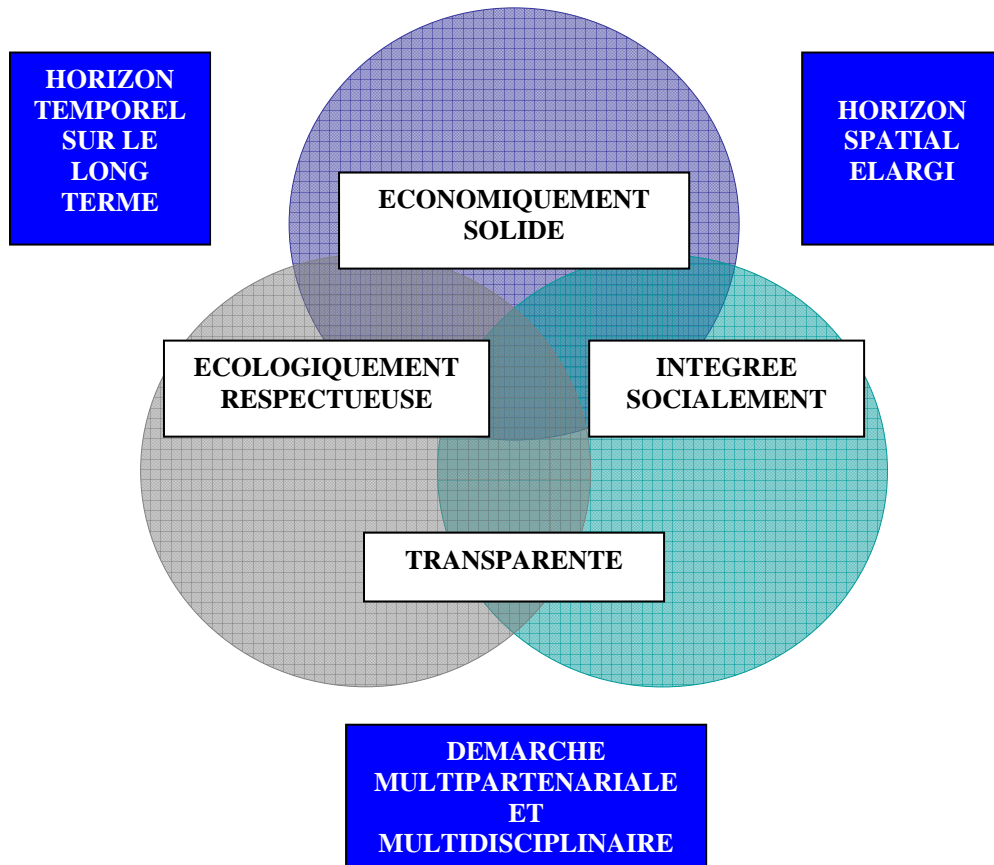 HORIZON
TEMPOREL
SUR LE
LONG
TERME
HORIZON
SPATIAL
ELARGI
ECONOMIQUEMENT
SOLIDE
ECOLOGIQUEMENT
RESPECTUEUSE
INTEGREE
SOCIALEMENT
TRANSPARENTE
DEMARCHE
MULTIPARTENARIALE
ET
MULTIDISCIPLINAIRE